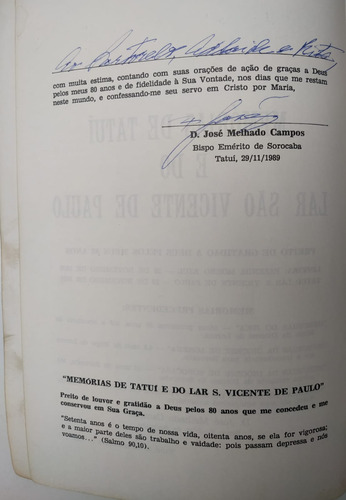 Ao Bartorelo, Adelaide e Rita,
com muita estima, contando com suas orações de ação de graças a Deus
pelos meus 80 anos e de fidelidade à Sua Vontade, nos dias que me restam
neste mundo, e confessando-me seu servo em Cristo por Maria,
D. José Melhado Campos
Bispo Emérito de Sorocaba
Tatuí, 29/11/1989
DE TATUÍ
E DO
LAR SÃO VICENTE DE PAULO
"MEMÓRIAS DE TATUÍ E DO LAR S. VICENTE DE PAULO"
Preito de louvor e gratidão a Deus pelos 80 anos que me concedeu e me
conservou em Sua Graça.
"Setenta anos é o tempo de nossa vida, oitenta anos, se ela for vigorosa;
e a maior parte deles são trabalho e vaidade: pois passam depressa e nós
voamos..." (Salmo 90,10).